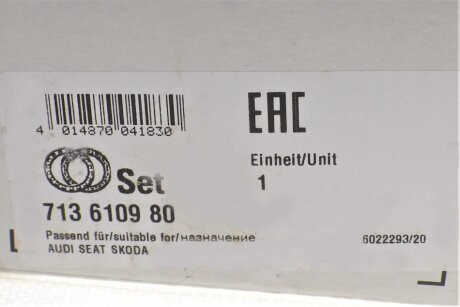 4 014870 041830
EAC
Einheit/Unit
1
Set
713 6109 80
Passend für/suitable for/назначение
AUDI SEAT SKODA
6022293/20